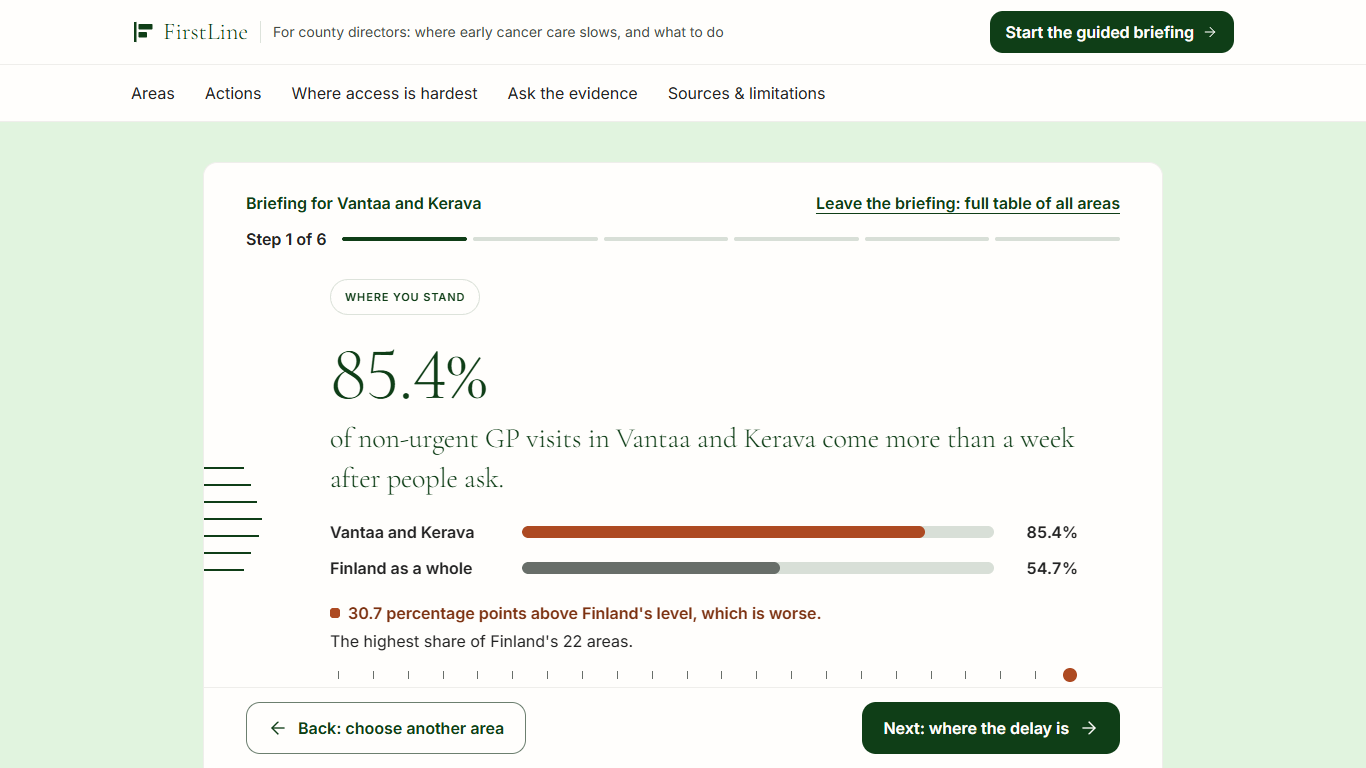 FirstLine
For county directors: where early cancer care slows, and what to do
Start the guided briefing
Areas
Actions
Where access is hardest
Ask the evidence
Sources & limitations
Briefing for Vantaa and Kerava
Leave the briefing: full table of all areas
Step 1 of 6
WHERE YOU STAND
85.4%
of non-urgent GP visits in Vantaa and Kerava come more than a week
after people ask.
Vantaa and Kerava
85.4%
Finland as a whole
54.7%
30.7 percentage points above Finland's level, which is worse.
The highest share of Finland's 22 areas.
Back: choose another area
Next: where the delay is